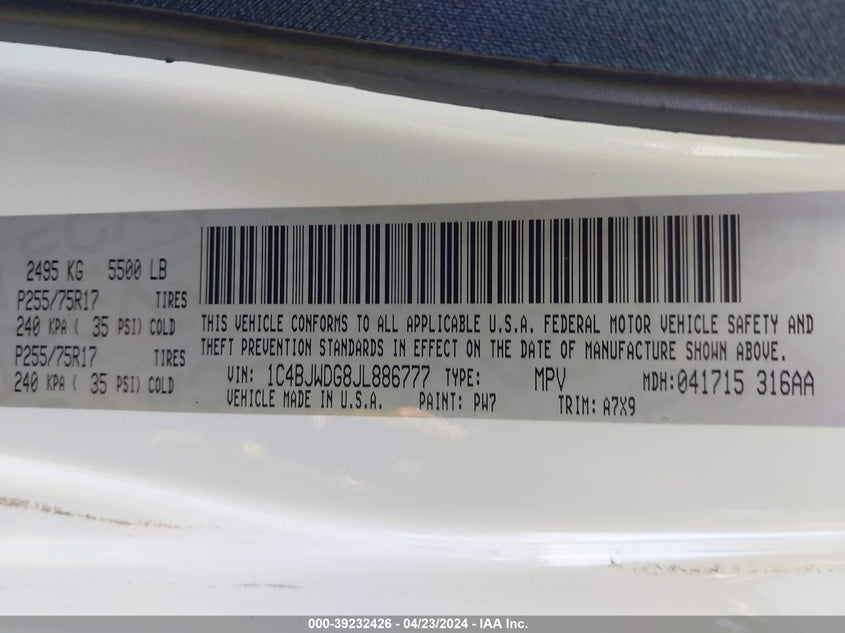 2495 KG 5500 LB
P255/75R17 TIRES
240 KPA ( 35 PSI) COLD
P255/75R17 TIRES
240 KPA ( 35 PSI) COLD
THIS VEHICLE CONFORMS TO ALL APPLICABLE U.S.A. FEDERAL MOTOR VEHICLE SAFETY AND
THEFT PREVENTION STANDARDS IN EFFECT ON THE DATE OF MANUFACTURE SHOWN ABOVE.
VIN: 1C4BJWDG8JL886777 TYPE: MPV MDH:041715 316AA
VEHICLE MADE IN U.S.A. PAINT: PW7 TRIM: A7X9
000-39232426 - 04/23/2024 - IAA Inc.